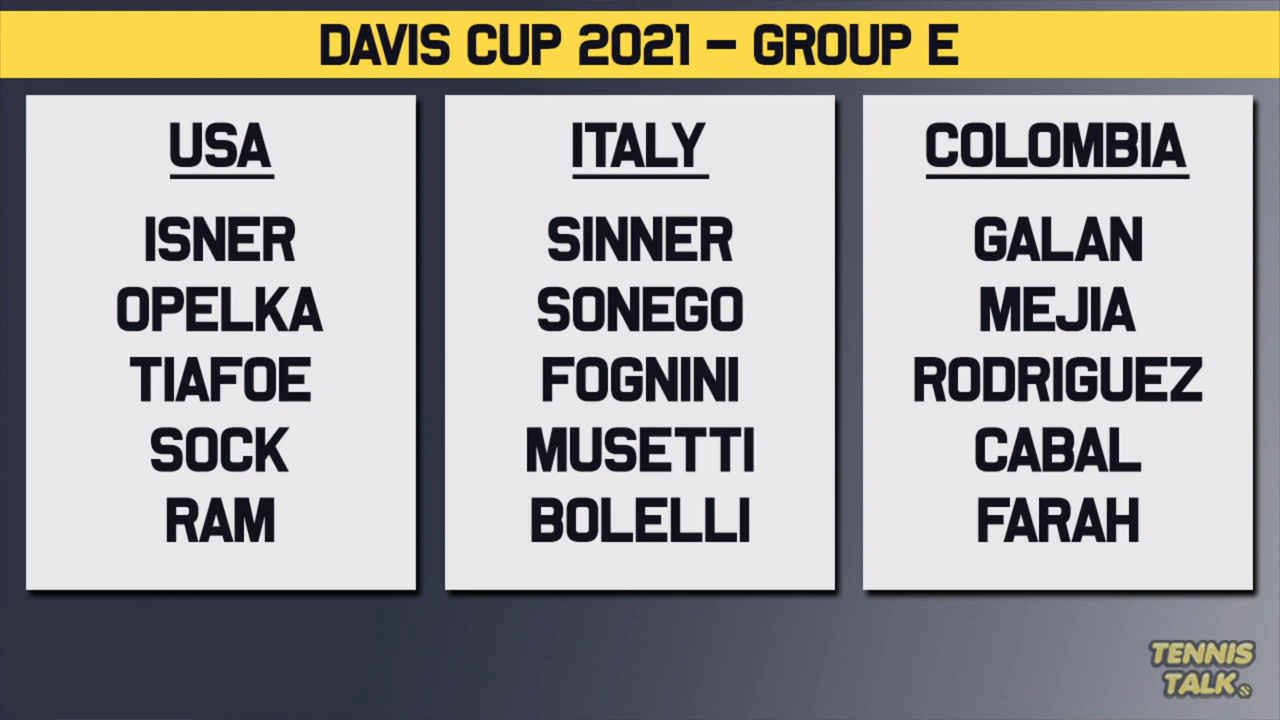 DAVIS CUP 2021 – GROUP E
USA
ISNER
OPELKA
TIAFOE
SOCK
RAM
ITALY
SINNER
SONEGO
FOGNINI
MUSETTI
BOLELLI
COLOMBIA
GALAN
MEJIA
RODRIGUEZ
CABAL
FARAH
TENNIS
TALK